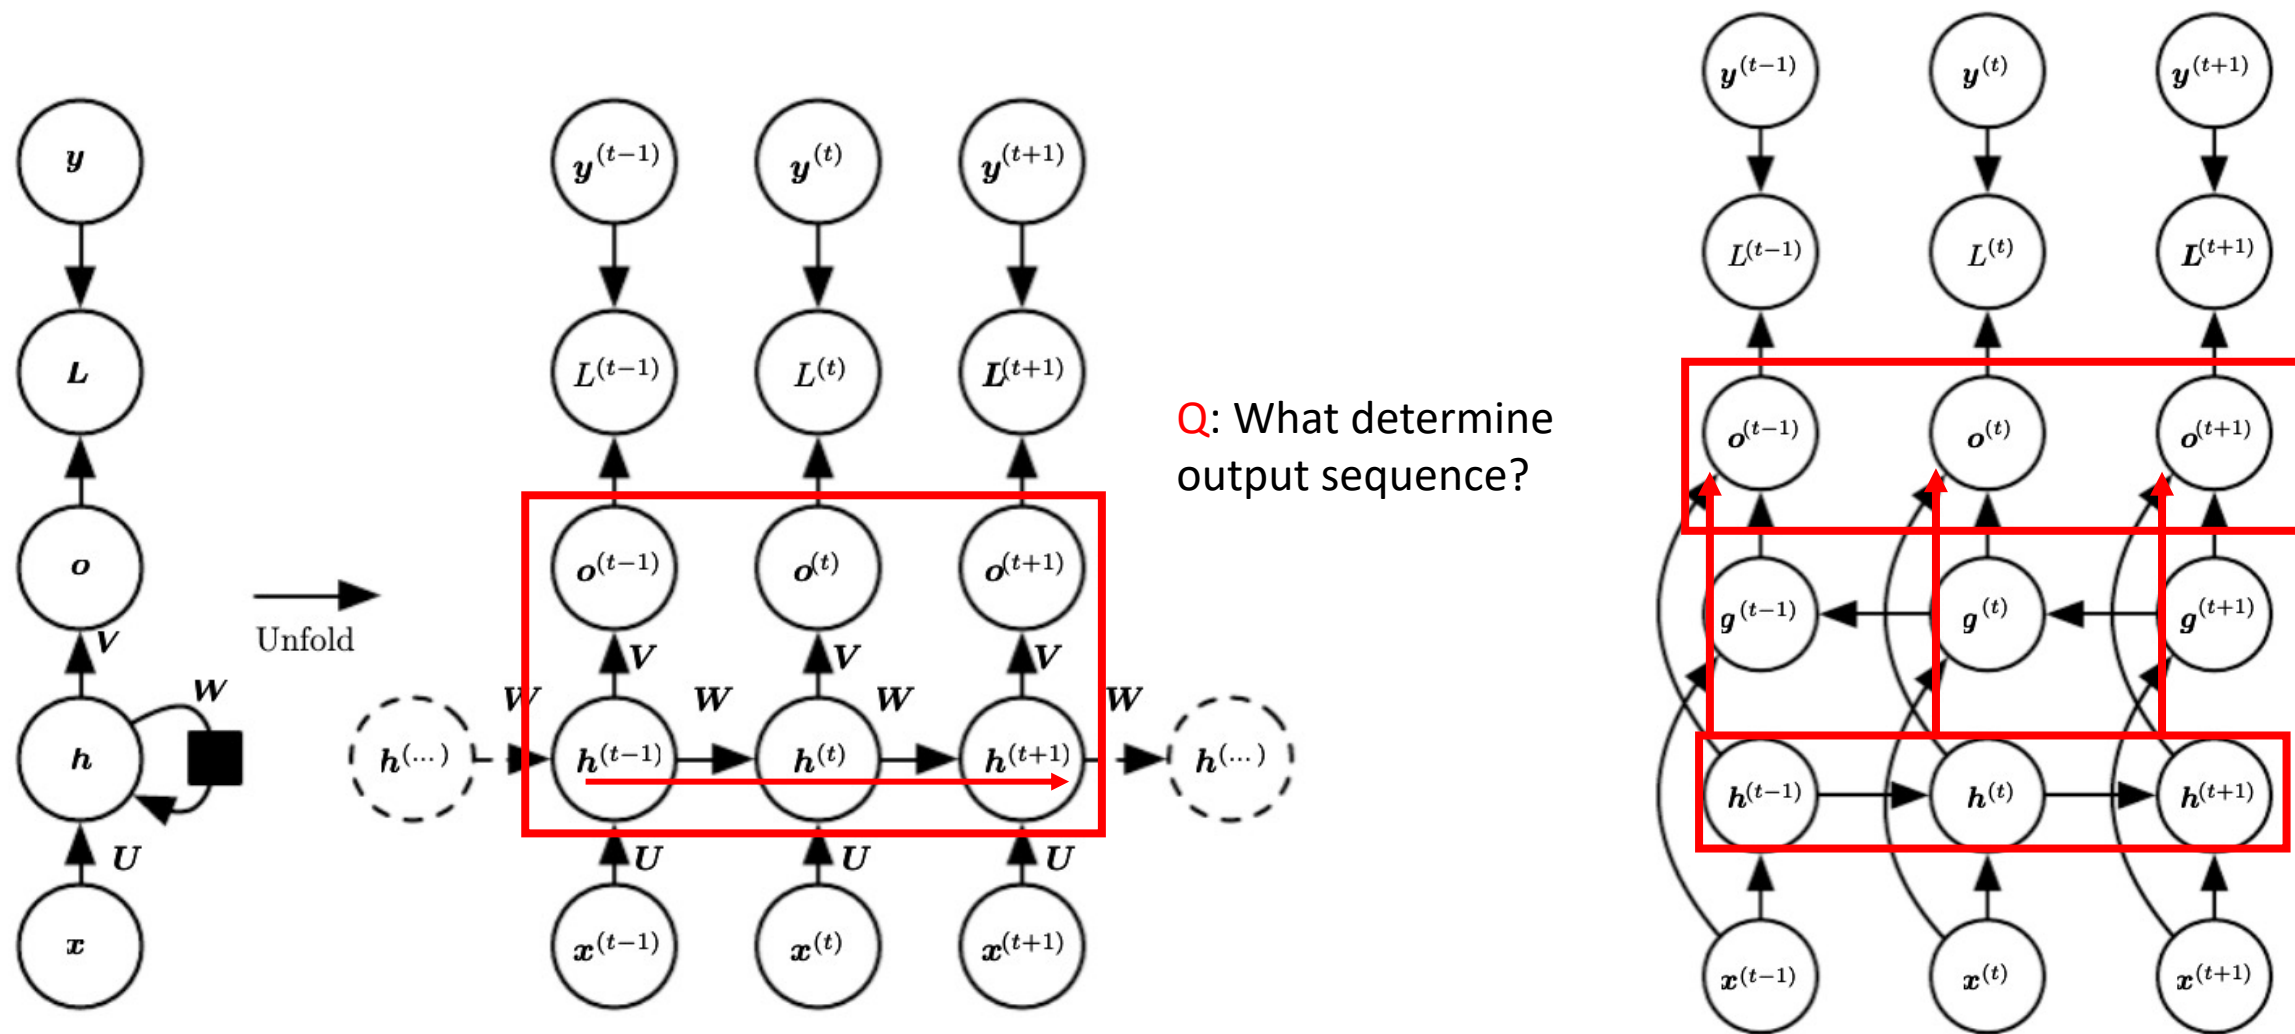 y
L
o
V
W
h
U
x
Unfold
y^(t−1) y^(t) y^(t+1)
L^(t−1) L^(t) L^(t+1)
o^(t−1) o^(t) o^(t+1)
V V V
W W W W
h^(...) h^(t−1) h^(t) h^(t+1) h^(...)
U U U
x^(t−1) x^(t) x^(t+1)
Q: What determine
output sequence?
y^(t−1) y^(t) y^(t+1)
L^(t−1) L^(t) L^(t+1)
o^(t−1) o^(t) o^(t+1)
g^(t−1) g^(t) g^(t+1)
h^(t−1) h^(t) h^(t+1)
x^(t−1) x^(t) x^(t+1)